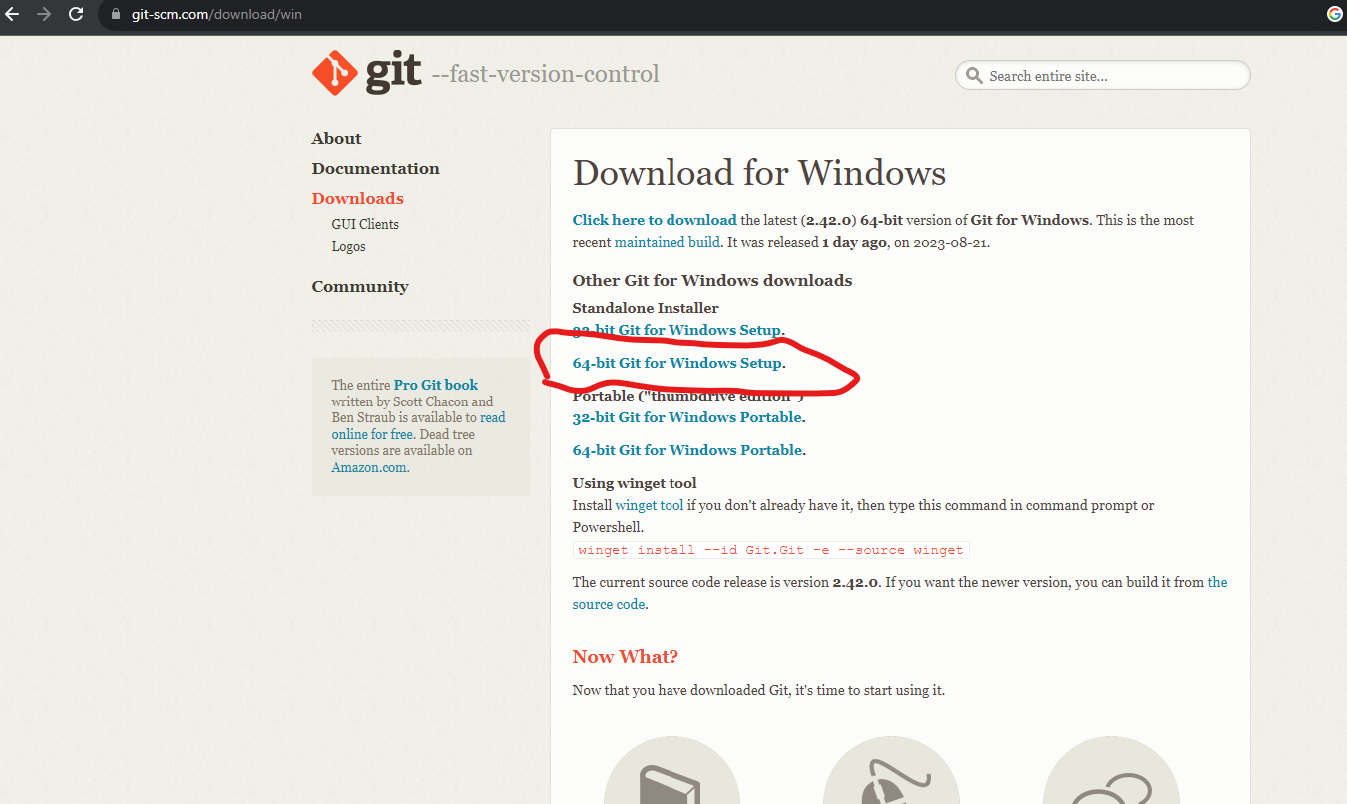 git-scm.com/download/win
git --fast-version-control
Search entire site...
About
Documentation
Downloads
GUI Clients
Logos
Community
The entire Pro Git book
written by Scott Chacon and
Ben Straub is available to read
online for free. Dead tree
versions are available on
Amazon.com.
Download for Windows
Click here to download the latest (2.42.0) 64-bit version of Git for Windows. This is the most
recent maintained build. It was released 1 day ago, on 2023-08-21.
Other Git for Windows downloads
Standalone Installer
32-bit Git for Windows Setup.
64-bit Git for Windows Setup.
Portable ("thumbdrive edition")
32-bit Git for Windows Portable.
64-bit Git for Windows Portable.
Using winget tool
Install winget tool if you don't already have it, then type this command in command prompt or
Powershell.
winget install --id Git.Git -e --source winget
The current source code release is version 2.42.0. If you want the newer version, you can build it from the
source code.
Now What?
Now that you have downloaded Git, it's time to start using it.